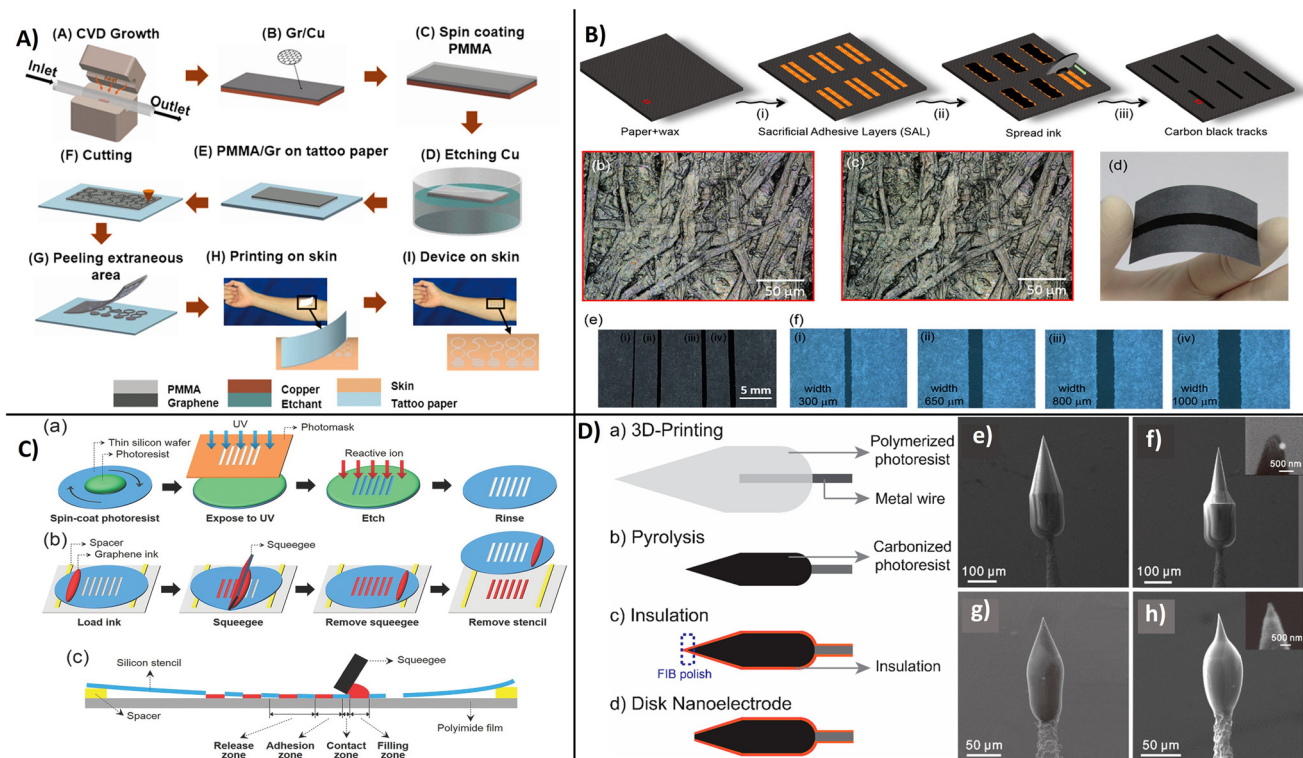 A)
(A) CVD Growth
Inlet
Outlet
(B) Gr/Cu
(C) Spin coating
PMMA
(F) Cutting
(E) PMMA/Gr on tattoo paper
(D) Etching Cu
(G) Peeling extraneous
area
(H) Printing on skin
(I) Device on skin
PMMA
Graphene
Copper
Etchant
Skin
Tattoo paper
B)
Paper+wax
(i)
Sacrificial Adhesive Layers (SAL)
(ii)
Spread ink
(iii)
Carbon black tracks
(b)
50 μm
(c)
50 μm
(d)
(e)
(i)
(ii)
(iii)
(iv)
5 mm
(f)
(i)
width
300 μm
(ii)
width
650 μm
(iii)
width
800 μm
(iv)
width
1000 μm
C)
(a)
Thin silicon wafer
Photoresist
UV
Photomask
Reactive ion
Spin-coat photoresist
Expose to UV
Etch
Rinse
(b)
Spacer
Graphene ink
Squeegee
Load ink
Squeegee
Remove squeegee
Remove stencil
(c)
Silicon stencil
Squeegee
Spacer
Polyimide film
Release
zone
Adhesion
zone
Contact
zone
Filling
zone
D)
a) 3D-Printing
Polymerized
photoresist
Metal wire
b) Pyrolysis
Carbonized
photoresist
c) Insulation
FIB polish
Insulation
d) Disk Nanoelectrode
e)
100 μm
f)
500 nm
100 μm
g)
50 μm
h)
500 nm
50 μm